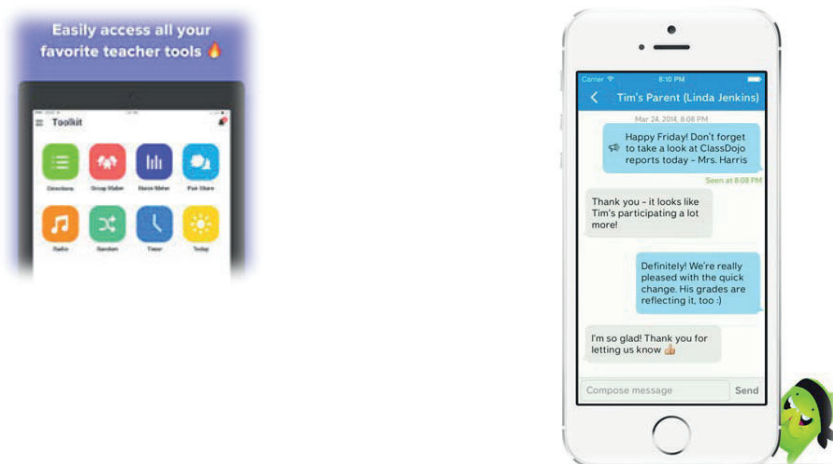 Easily access all your
favorite teacher tools 🔥
Toolkit
Directions
Group Maker
Noise Meter
Pair Share
Radio
Random
Timer
Today
Carrier
8:10 PM
Tim's Parent (Linda Jenkins)
Mar 24, 2014, 8:08 PM
Happy Friday! Don't forget
to take a look at ClassDojo
reports today - Mrs. Harris
Seen at 8:08 PM
Thank you - it looks like
Tim's participating a lot
more!
Definitely! We're really
pleased with the quick
change. His grades are
reflecting it, too :)
I'm so glad! Thank you for
letting us know 👍
Compose message
Send